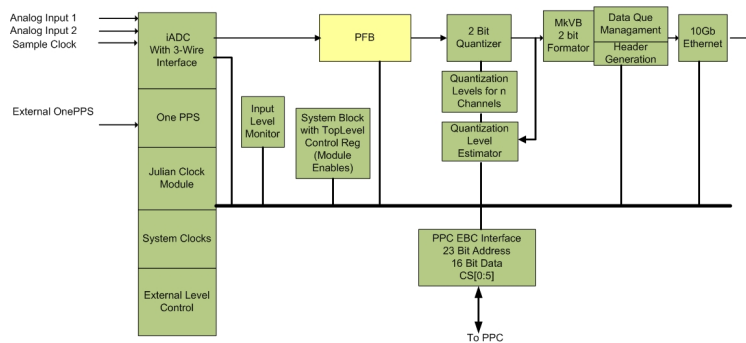 Analog Input 1
Analog Input 2
Sample Clock
External OnePPS
iADC
With 3-Wire
Interface
One PPS
Julian Clock
Module
System Clocks
External Level
Control
Input
Level
Monitor
System Block
with TopLevel
Control Reg
(Module
Enables)
PFB
2 Bit
Quantizer
Quantization
Levels for n
Channels
Quantization
Level
Estimator
MkVB
2 bit
Formator
Data Que
Managament
Header
Generation
10Gb
Ethernet
PPC EBC Interface
23 Bit Address
16 Bit Data
CS[0:5]
To PPC